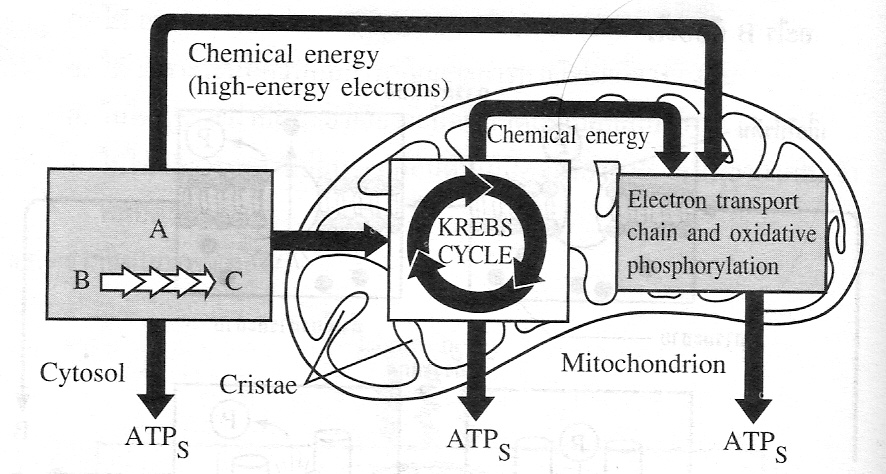 Chemical energy
(high-energy electrons)
Chemical energy
A
B C
KREBS
CYCLE
Electron transport
chain and oxidative
phosphorylation
Cytosol
Cristae
Mitochondrion
ATPS
ATPS
ATPS